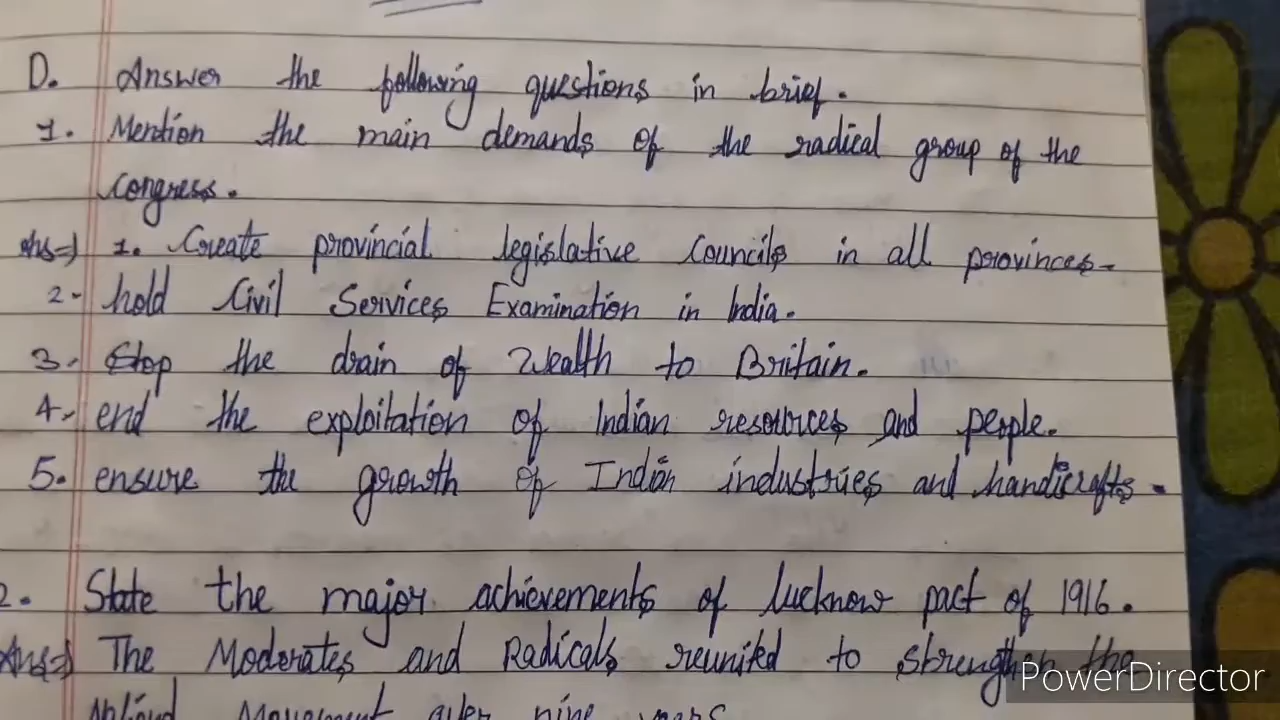 D. Answer the following questions in brief.
1. Mention the main demands of the radical group of the
Congress.
Ans=) 1. Create provincial legislative Councils in all provinces.
2. hold Civil Services Examination in India.
3. Stop the drain of Wealth to Britain.
4. end the exploitation of Indian resources and people.
5. ensure the growth of Indian industries and handicrafts.
2. State the major achievements of lucknow pact of 1916.
Ans=) The Moderates and Radicals reunited to strengthen the
Movement after nine years
PowerDirector